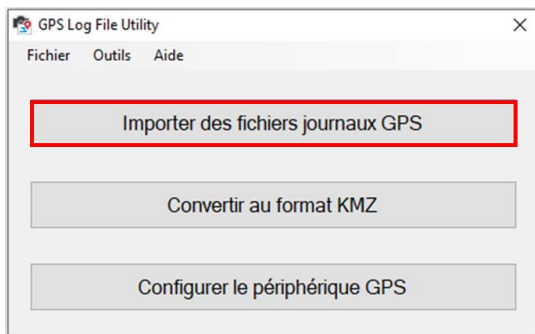 GPS Log File Utility
Fichier Outils Aide
Importer des fichiers journaux GPS
Convertir au format KMZ
Configurer le périphérique GPS